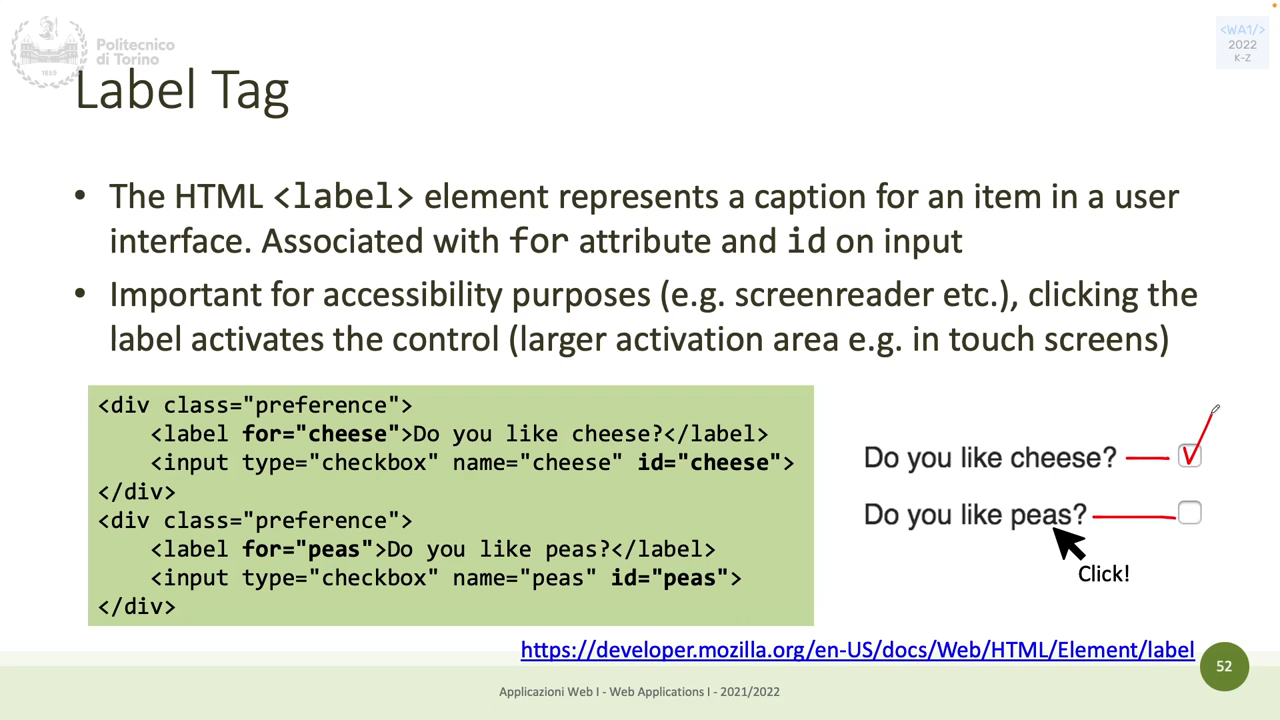 Politecnico
di Torino
1859
<WA1/>
2022
K-Z
Label Tag
• The HTML <label> element represents a caption for an item in a user
interface. Associated with for attribute and id on input
• Important for accessibility purposes (e.g. screenreader etc.), clicking the
label activates the control (larger activation area e.g. in touch screens)
<div class="preference">
    <label for="cheese">Do you like cheese?</label>
    <input type="checkbox" name="cheese" id="cheese">
</div>
<div class="preference">
    <label for="peas">Do you like peas?</label>
    <input type="checkbox" name="peas" id="peas">
</div>
Do you like cheese?
Do you like peas?
Click!
https://developer.mozilla.org/en-US/docs/Web/HTML/Element/label
52
Applicazioni Web I - Web Applications I - 2021/2022